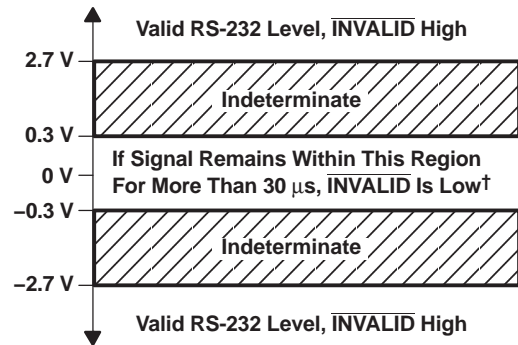 Valid RS-232 Level, INVALID High
2.7 V
Indeterminate
0.3 V
If Signal Remains Within This Region
0 V
For More Than 30 μs, INVALID Is Low†
−0.3 V
Indeterminate
−2.7 V
Valid RS-232 Level, INVALID High